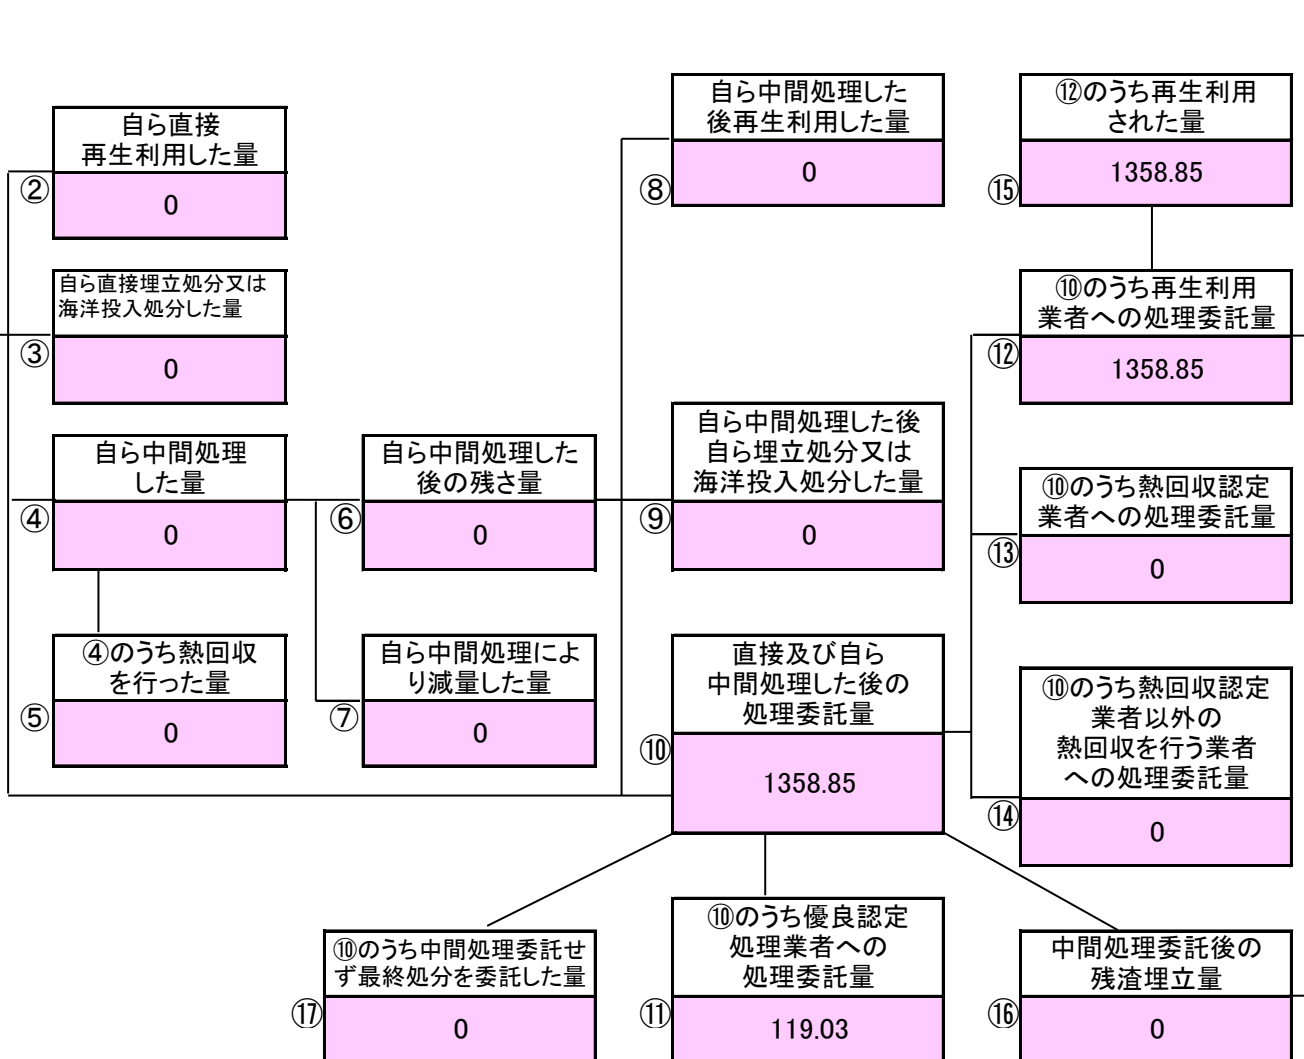 自ら直接
再生利用した量
②
0
自ら直接埋立処分又は
海洋投入処分した量
③
0
自ら中間処理
した量
④
0
④のうち熱回収
を行った量
⑤
0
自ら中間処理した
後の残さ量
⑥
0
自ら中間処理によ
り減量した量
⑦
0
自ら中間処理した
後再生利用した量
⑧
0
自ら中間処理した後
自ら埋立処分又は
海洋投入処分した量
⑨
0
直接及び自ら
中間処理した後の
処理委託量
⑩
1358.85
⑩のうち優良認定
処理業者への
処理委託量
⑪
119.03
⑫のうち再生利用
された量
⑮
1358.85
⑩のうち再生利用
業者への処理委託量
⑫
1358.85
⑩のうち熱回収認定
業者への処理委託量
⑬
0
⑩のうち熱回収認定
業者以外の
熱回収を行う業者
への処理委託量
⑭
0
⑩のうち中間処理委託せ
ず最終処分を委託した量
⑰
0
中間処理委託後の
残渣埋立量
⑯
0